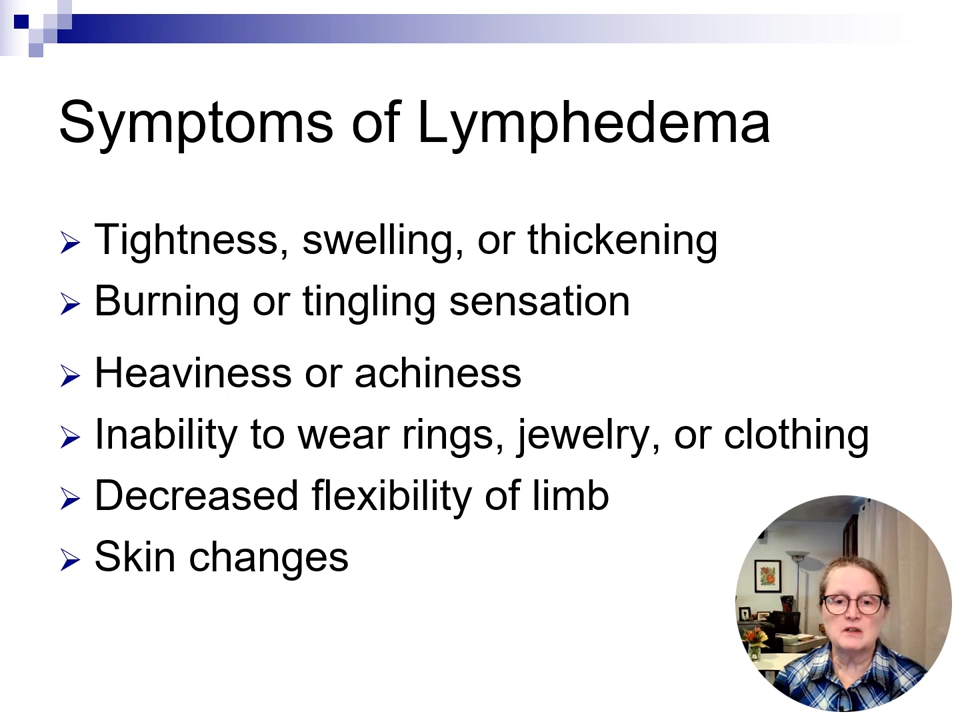 Symptoms of Lymphedema
Tightness, swelling, or thickening
Burning or tingling sensation
Heaviness or achiness
Inability to wear rings, jewelry, or clothing
Decreased flexibility of limb
Skin changes